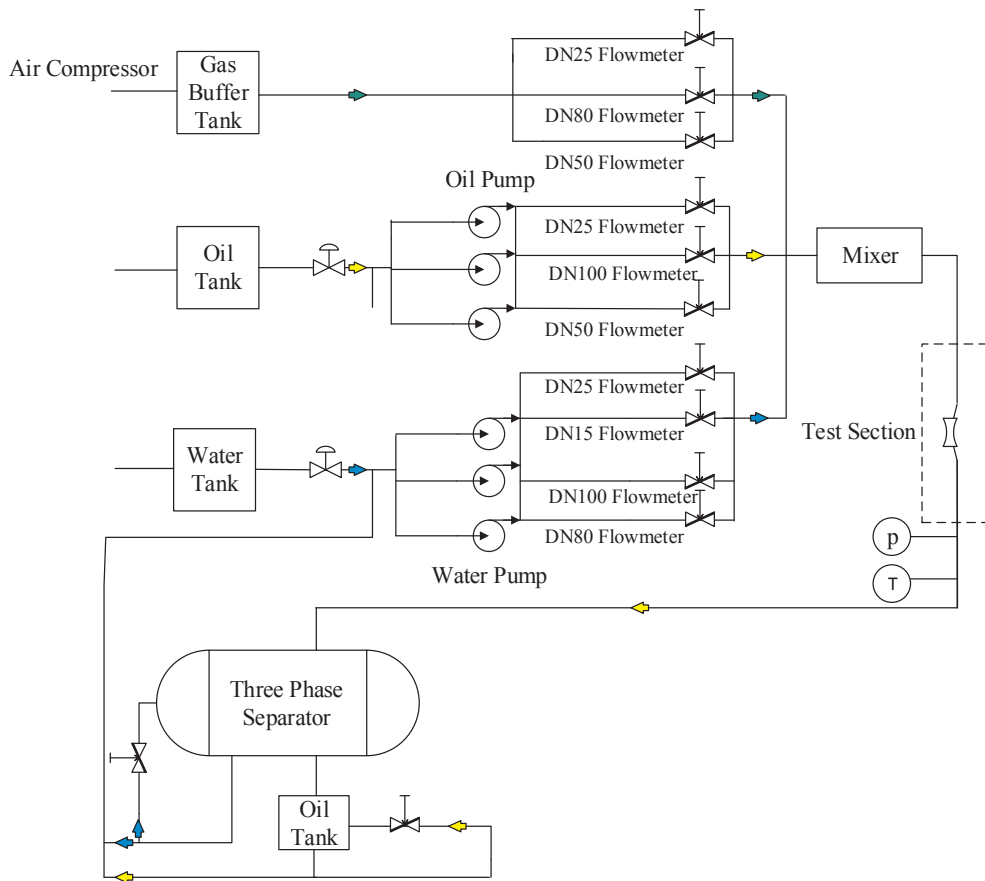 DN25 Flowmeter
Air Compressor
Gas
Buffer
Tank
DN80 Flowmeter
DN50 Flowmeter
Oil Pump
DN25 Flowmeter
Oil
Tank
DN100 Flowmeter
Mixer
DN50 Flowmeter
DN25 Flowmeter
DN15 Flowmeter
Test Section
Water
Tank
DN100 Flowmeter
DN80 Flowmeter
p
Water Pump
T
Three Phase
Separator
Oil
Tank